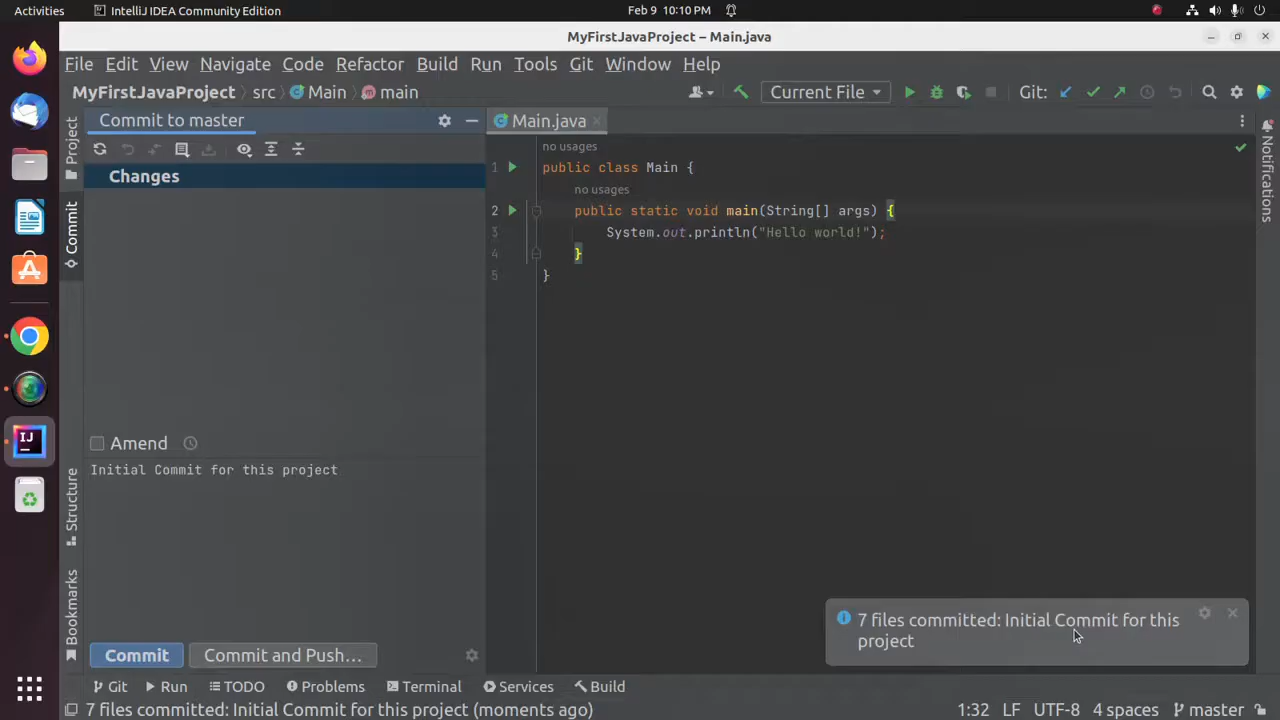 Activities IntelliJ IDEA Community Edition Feb 9 10:10 PM
MyFirstJavaProject – Main.java
File Edit View Navigate Code Refactor Build Run Tools Git Window Help
MyFirstJavaProject src Main main Current File Git:
Project
Commit
Structure
Bookmarks
Commit to master
Changes
Amend
Initial Commit for this project
Commit Commit and Push...
Main.java
no usages
1 public class Main {
no usages
2 public static void main(String[] args) {
3 System.out.println("Hello world!");
4 }
5 }
Notifications
7 files committed: Initial Commit for this
project
Git Run TODO Problems Terminal Services Build
7 files committed: Initial Commit for this project (moments ago) 1:32 LF UTF-8 4 spaces master
IJ